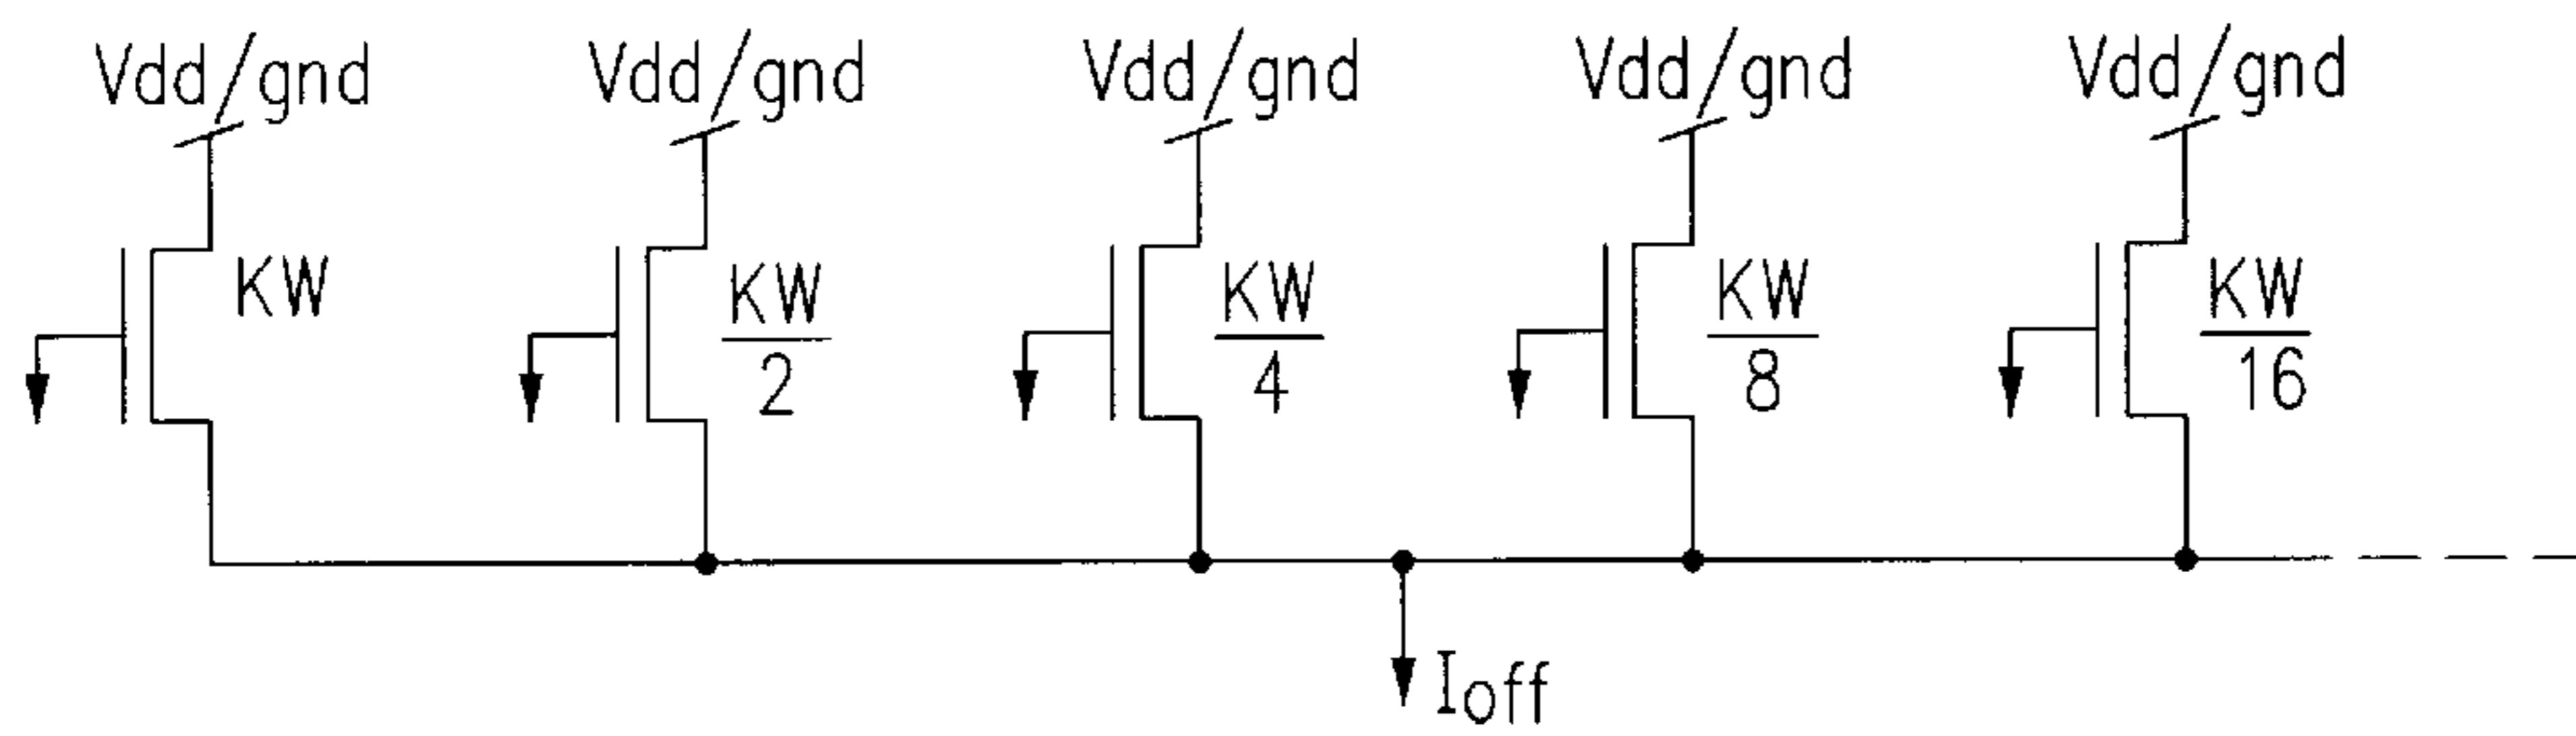 Vdd/gnd Vdd/gnd Vdd/gnd Vdd/gnd Vdd/gnd
KW KW KW KW KW
2 4 8 16
Ioff